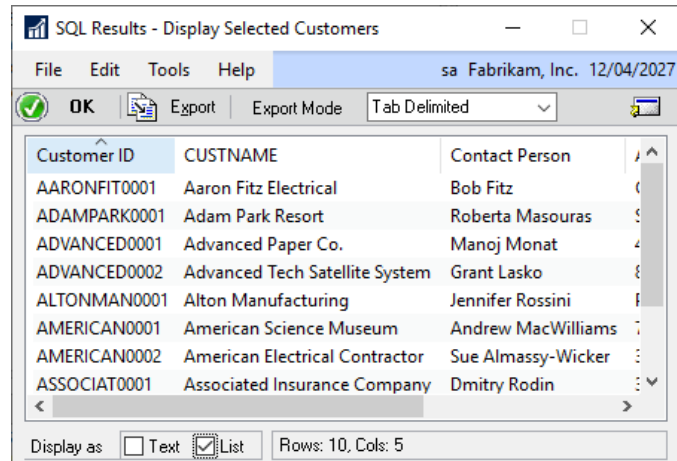 SQL Results - Display Selected Customers
File Edit Tools Help sa Fabrikam, Inc. 12/04/2027
OK Export Export Mode Tab Delimited
Customer ID CUSTNAME Contact Person
AARONFIT0001 Aaron Fitz Electrical Bob Fitz
ADAMPARK0001 Adam Park Resort Roberta Masouras
ADVANCED0001 Advanced Paper Co. Manoj Monat
ADVANCED0002 Advanced Tech Satellite System Grant Lasko
ALTONMAN0001 Alton Manufacturing Jennifer Rossini
AMERICAN0001 American Science Museum Andrew MacWilliams
AMERICAN0002 American Electrical Contractor Sue Almassy-Wicker
ASSOCIAT0001 Associated Insurance Company Dmitry Rodin
Display as Text List Rows: 10, Cols: 5